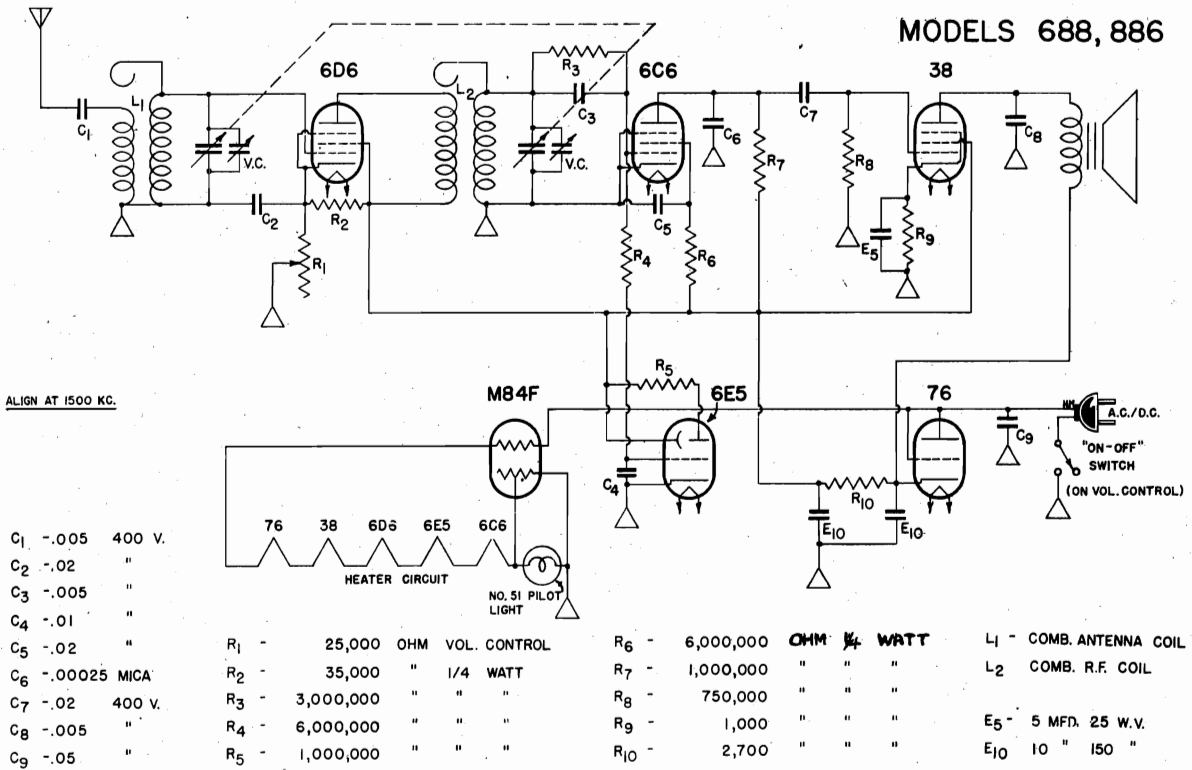 MODELS 688, 886
6D6
6C6
38
L1
C1
V.C.
C2
R2
R1
L2
R3
C3
V.C.
C5
R4
R6
C6
R7
C7
R8
E5
R9
C8
ALIGN AT 1500 KC.
M84F
R5
6E5
76
C4
R10
E10
E10
C9
A.C./D.C.
"ON-OFF"
SWITCH
(ON VOL. CONTROL)
76 38 6D6 6E5 6C6
HEATER CIRCUIT
NO. 51 PILOT
LIGHT
C1 -.005 400 V.
C2 -.02 "
C3 -.005 "
C4 -.01 "
C5 -.02 "
C6 -.00025 MICA
C7 -.02 400 V.
C8 -.005 "
C9 -.05 "
R1 - 25,000 OHM VOL. CONTROL
R2 - 35,000 " 1/4 WATT
R3 - 3,000,000 " " "
R4 - 6,000,000 " " "
R5 - 1,000,000 " " "
R6 - 6,000,000 OHM 1/4 WATT
R7 - 1,000,000 " " "
R8 - 750,000 " " "
R9 - 1,000 " " "
R10 - 2,700 " " "
L1 - COMB. ANTENNA COIL
L2 COMB. R.F. COIL
E5 - 5 MFD. 25 W.V.
E10 10 " 150 "